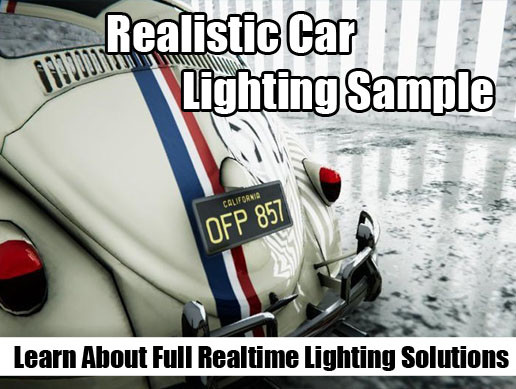 Realistic Car
Lighting Sample
CALIFORNIA
OFP 857
Learn About Full Realtime Lighting Solutions